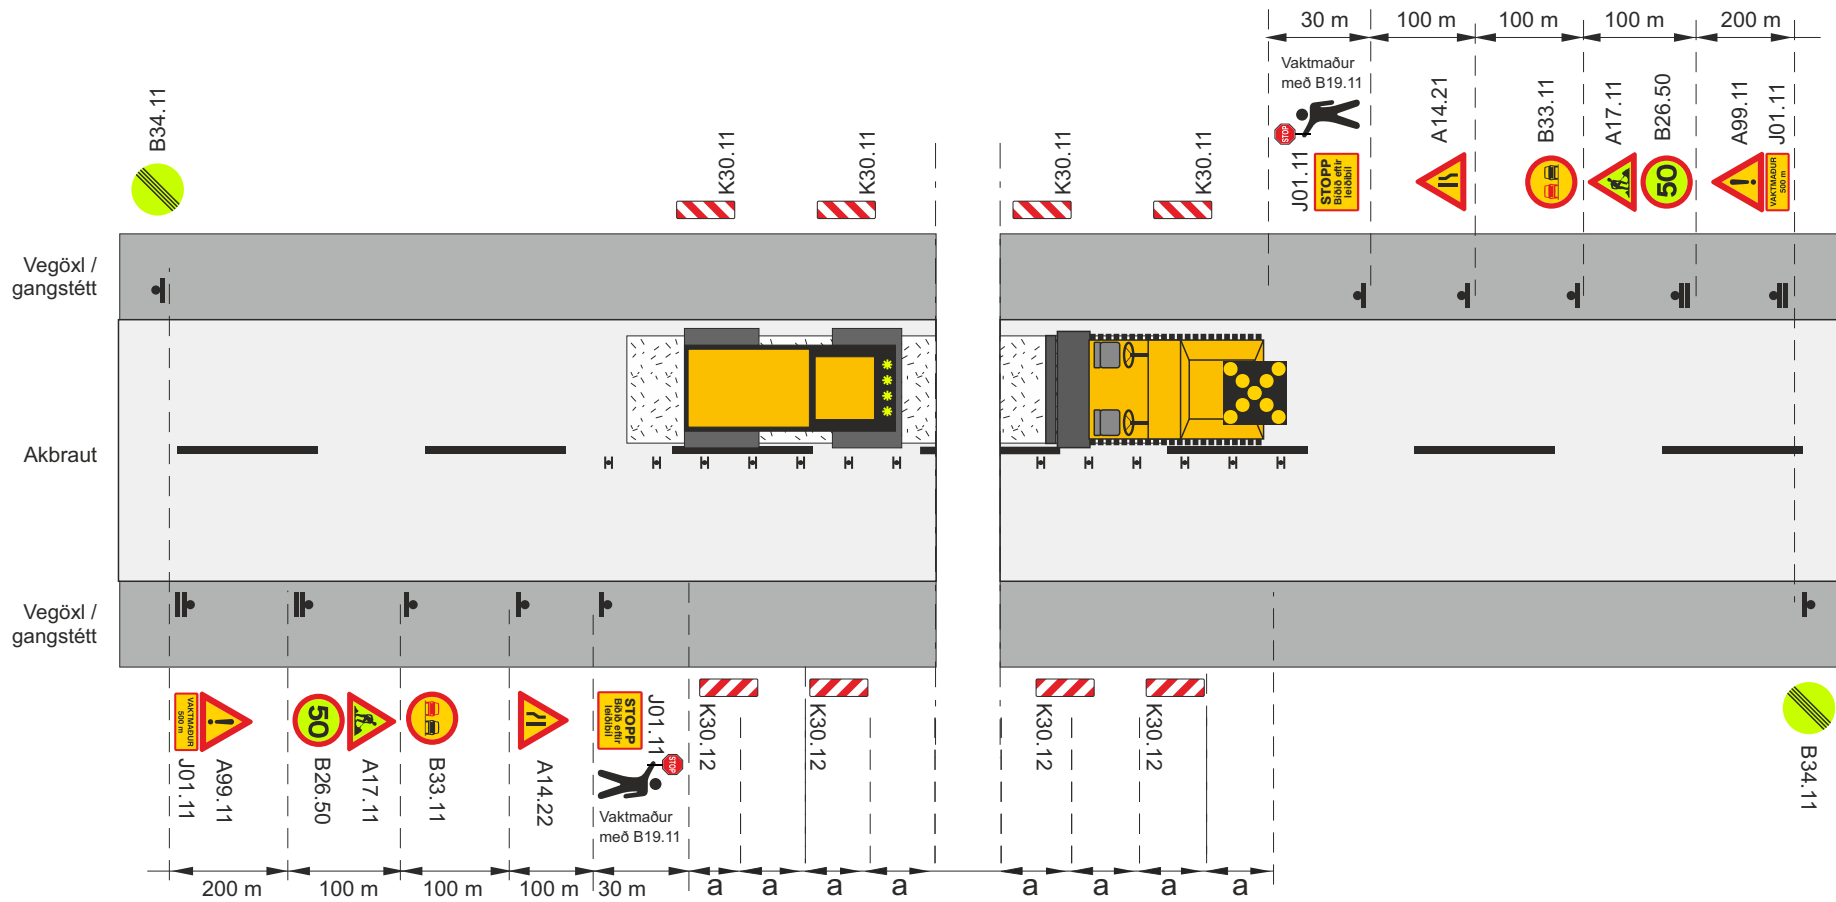 30 m
100 m
100 m
100 m
200 m
Vaktmaður
með B19.11
STOP
J01.11
STOPP
Bíðið eftir
leiðbíl
A14.21
B33.11
A17.11
B26.50
50
A99.11
J01.11
VAKTMAÐUR
500 m
B34.11
K30.11
K30.11
K30.11
K30.11
Vegöxl /
gangstétt
Akbraut
Vegöxl /
gangstétt
VAKTMAÐUR
500 m
J01.11
A99.11
50
B26.50
A17.11
B33.11
A14.22
STOPP
Bíðið eftir
leiðbíl
J01.11
STOP
Vaktmaður
með B19.11
K30.12
K30.12
K30.12
K30.12
B34.11
200 m
100 m
100 m
100 m
30 m
a
a
a
a
a
a
a
a